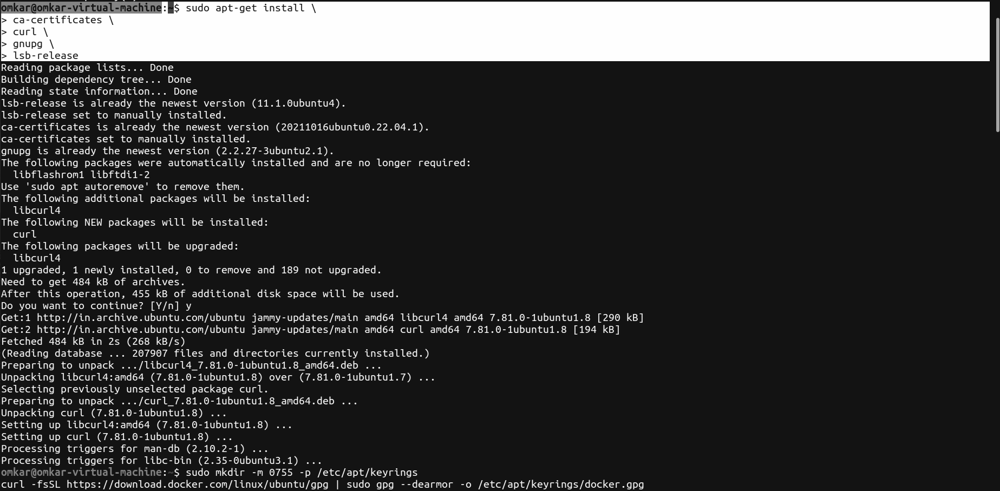 omkar@omkar-virtual-machine:~$ sudo apt-get install \
> ca-certificates \
> curl \
> gnupg \
> lsb-release
Reading package lists... Done
Building dependency tree... Done
Reading state information... Done
lsb-release is already the newest version (11.1.0ubuntu4).
lsb-release set to manually installed.
ca-certificates is already the newest version (20211016ubuntu0.22.04.1).
ca-certificates set to manually installed.
gnupg is already the newest version (2.2.27-3ubuntu2.1).
The following packages were automatically installed and are no longer required:
  libflashrom1 libftdi1-2
Use 'sudo apt autoremove' to remove them.
The following additional packages will be installed:
  libcurl4
The following NEW packages will be installed:
  curl
The following packages will be upgraded:
  libcurl4
1 upgraded, 1 newly installed, 0 to remove and 189 not upgraded.
Need to get 484 kB of archives.
After this operation, 455 kB of additional disk space will be used.
Do you want to continue? [Y/n] y
Get:1 http://in.archive.ubuntu.com/ubuntu jammy-updates/main amd64 libcurl4 amd64 7.81.0-1ubuntu1.8 [290 kB]
Get:2 http://in.archive.ubuntu.com/ubuntu jammy-updates/main amd64 curl amd64 7.81.0-1ubuntu1.8 [194 kB]
Fetched 484 kB in 2s (268 kB/s)
(Reading database ... 207907 files and directories currently installed.)
Preparing to unpack .../libcurl4_7.81.0-1ubuntu1.8_amd64.deb ...
Unpacking libcurl4:amd64 (7.81.0-1ubuntu1.8) over (7.81.0-1ubuntu1.7) ...
Selecting previously unselected package curl.
Preparing to unpack .../curl_7.81.0-1ubuntu1.8_amd64.deb ...
Unpacking curl (7.81.0-1ubuntu1.8) ...
Setting up libcurl4:amd64 (7.81.0-1ubuntu1.8) ...
Setting up curl (7.81.0-1ubuntu1.8) ...
Processing triggers for man-db (2.10.2-1) ...
Processing triggers for libc-bin (2.35-0ubuntu3.1) ...
omkar@omkar-virtual-machine:~$ sudo mkdir -m 0755 -p /etc/apt/keyrings
curl -fsSL https://download.docker.com/linux/ubuntu/gpg | sudo gpg --dearmor -o /etc/apt/keyrings/docker.gpg